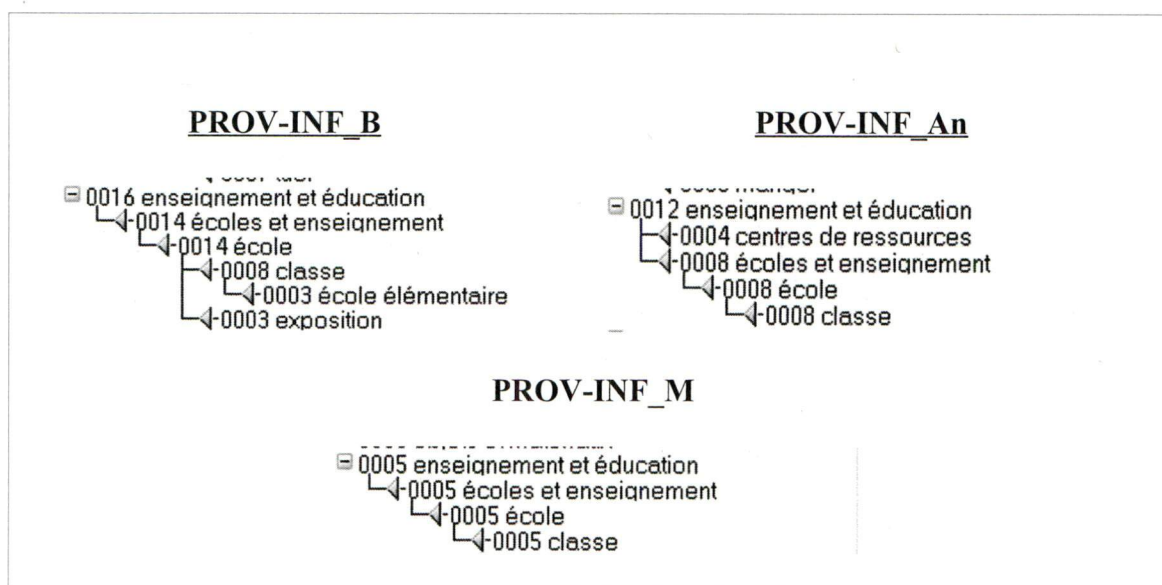 PROV-INF_B
0016 enseignement et éducation
0014 écoles et enseignement
0014 école
0008 classe
0003 école élémentaire
0003 exposition
PROV-INF_An
0012 enseignement et éducation
0004 centres de ressources
0008 écoles et enseignement
0008 école
0008 classe
PROV-INF_M
0005 enseignement et éducation
0005 écoles et enseignement
0005 école
0005 classe